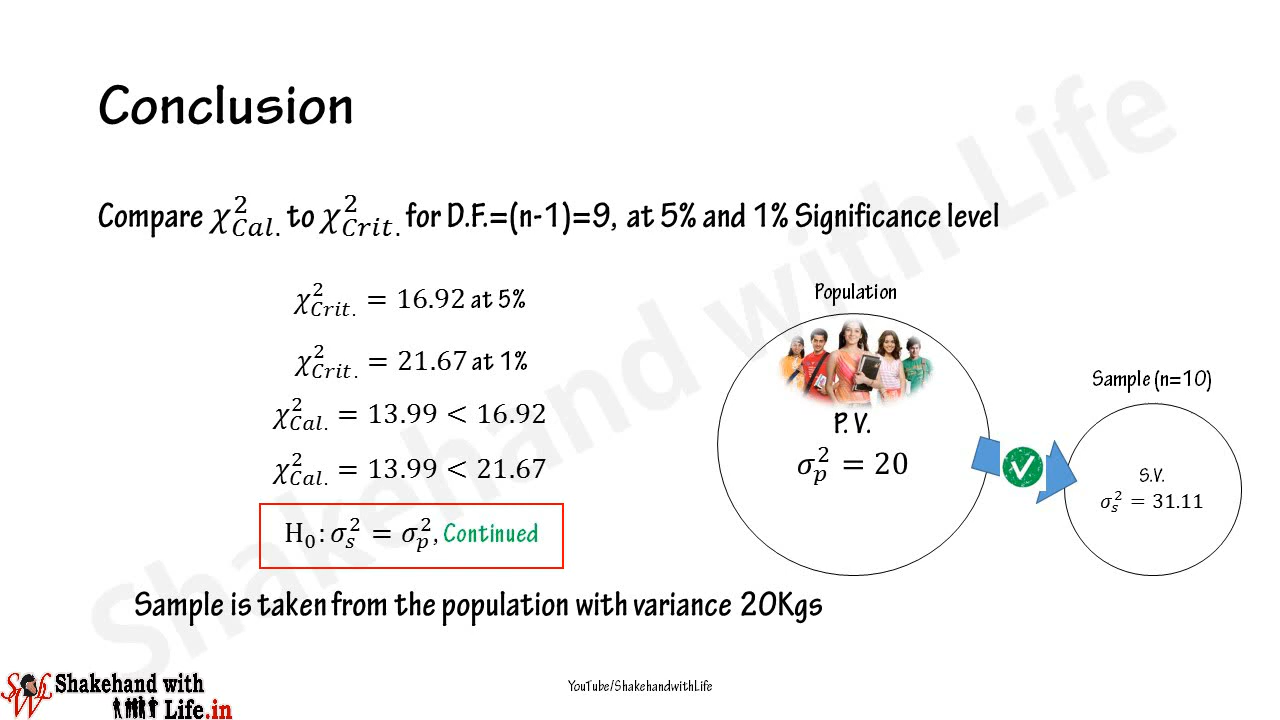 Conclusion
Compare χ²Cal. to χ²Crit. for D.F.=(n-1)=9, at 5% and 1% Significance level
χ²Crit. = 16.92 at 5%
χ²Crit. = 21.67 at 1%
χ²Cal. = 13.99 < 16.92
χ²Cal. = 13.99 < 21.67
H₀: σ²s = σ²p, Continued
Population
P.V.
σ²p = 20
Sample (n=10)
S.V.
σ²s = 31.11
Sample is taken from the population with variance 20Kgs
Shakehand with Life
Shakehand with
Life.in
YouTube/ShakehandwithLife